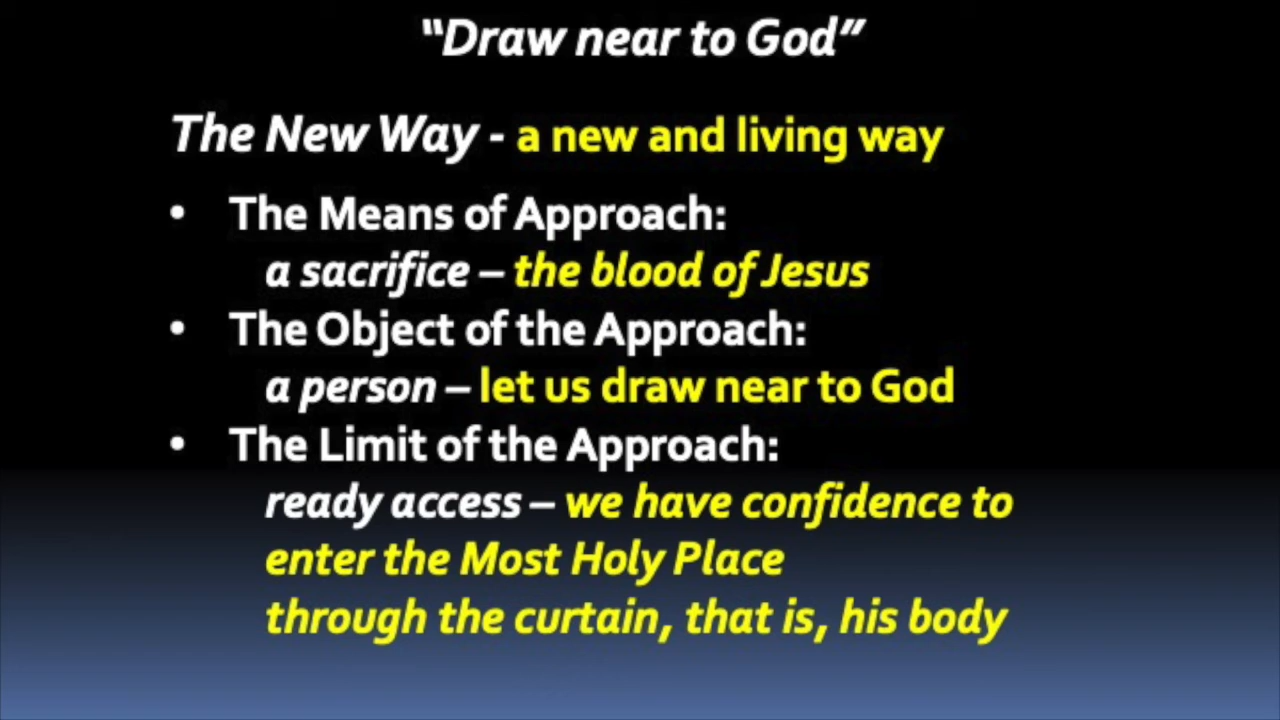 “Draw near to God”
The New Way - a new and living way
• The Means of Approach:
a sacrifice – the blood of Jesus
• The Object of the Approach:
a person – let us draw near to God
• The Limit of the Approach:
ready access – we have confidence to
enter the Most Holy Place
through the curtain, that is, his body